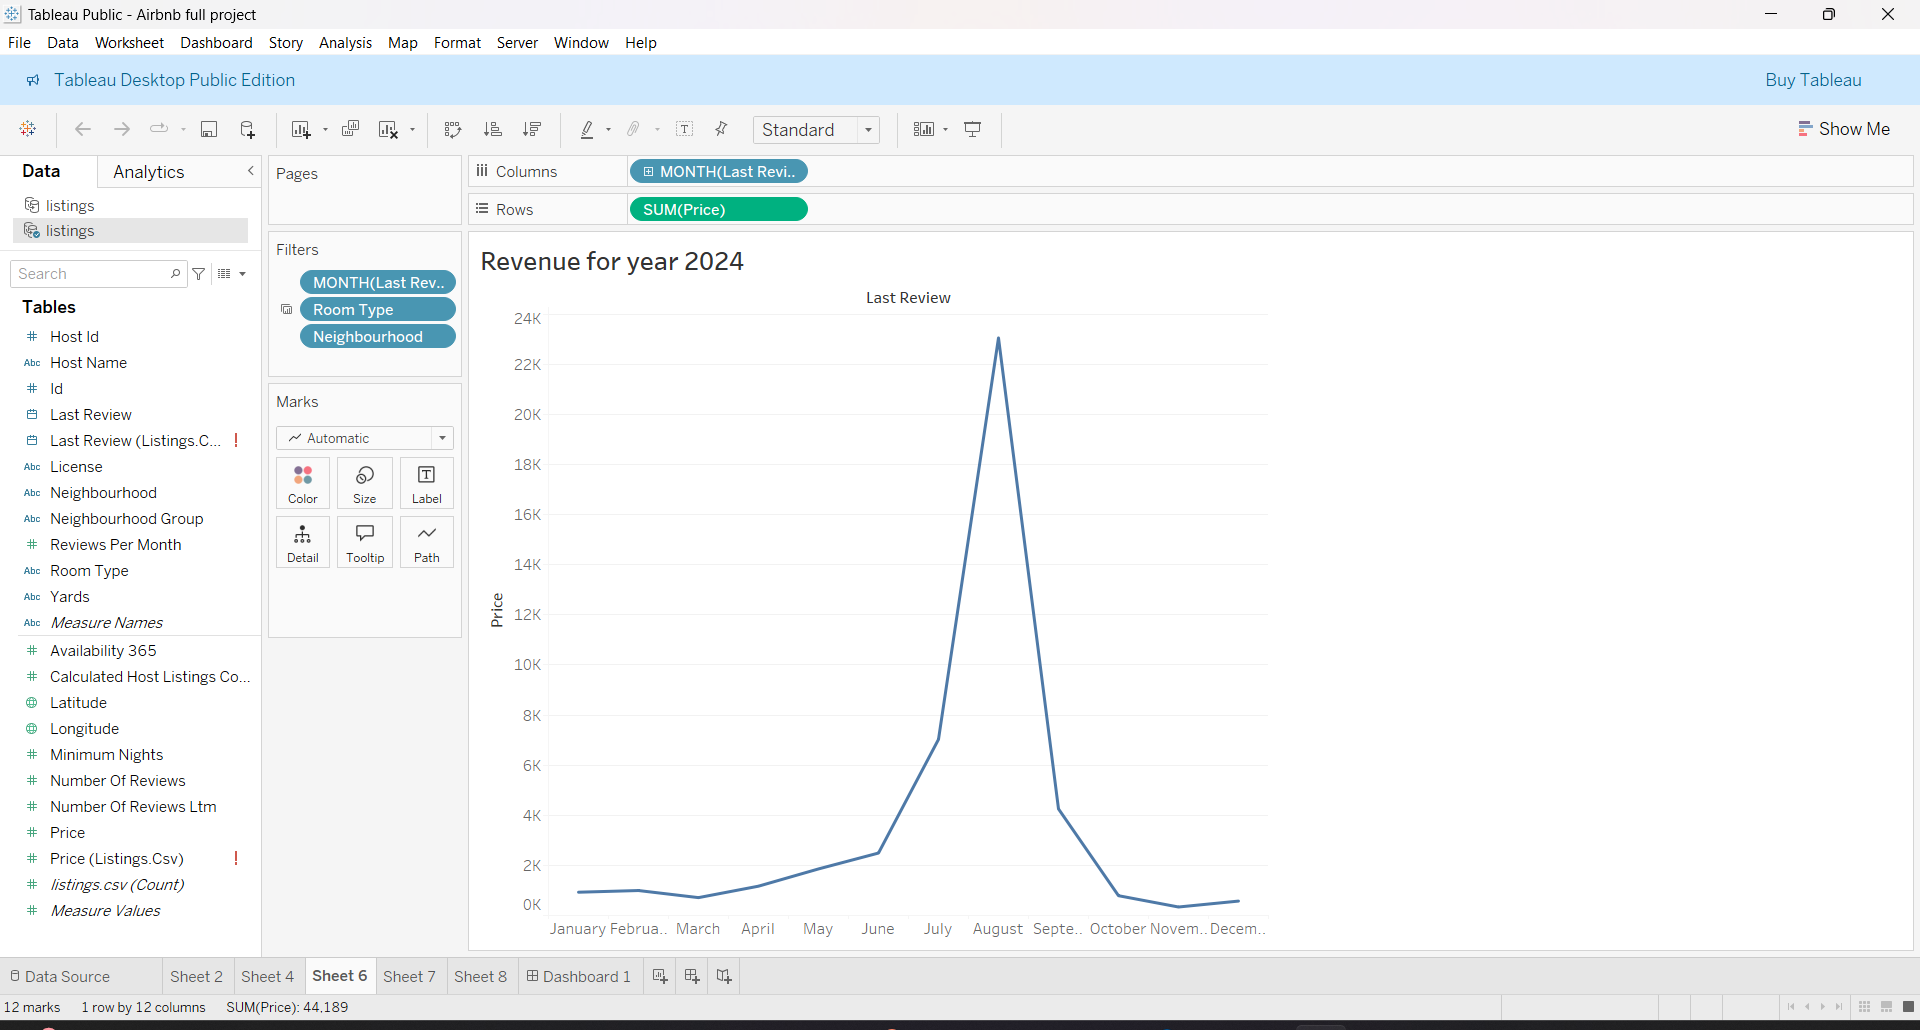 Tableau Public - Airbnb full project
File Data Worksheet Dashboard Story Analysis Map Format Server Window Help
Tableau Desktop Public Edition
Buy Tableau
Standard
Show Me
Data
Analytics
listings
listings
Search
Tables
Host Id
Abc Host Name
Id
Last Review
Last Review (Listings.C... !
Abc License
Abc Neighbourhood
Abc Neighbourhood Group
Reviews Per Month
Abc Room Type
Abc Yards
Abc Measure Names
Availability 365
Calculated Host Listings Co...
Latitude
Longitude
Minimum Nights
Number Of Reviews
Number Of Reviews Ltm
Price
Price (Listings.Csv) !
listings.csv (Count)
Measure Values
Pages
Filters
MONTH(Last Rev..
Room Type
Neighbourhood
Marks
Automatic
Color Size Label
Detail Tooltip Path
Columns MONTH(Last Revi..
Rows SUM(Price)
Revenue for year 2024
Last Review
Price
24K
22K
20K
18K
16K
14K
12K
10K
8K
6K
4K
2K
0K
January Februa.. March April May June July August Septe.. October Novem.. Decem..
Data Source Sheet 2 Sheet 4 Sheet 6 Sheet 7 Sheet 8 Dashboard 1
12 marks 1 row by 12 columns SUM(Price): 44,189